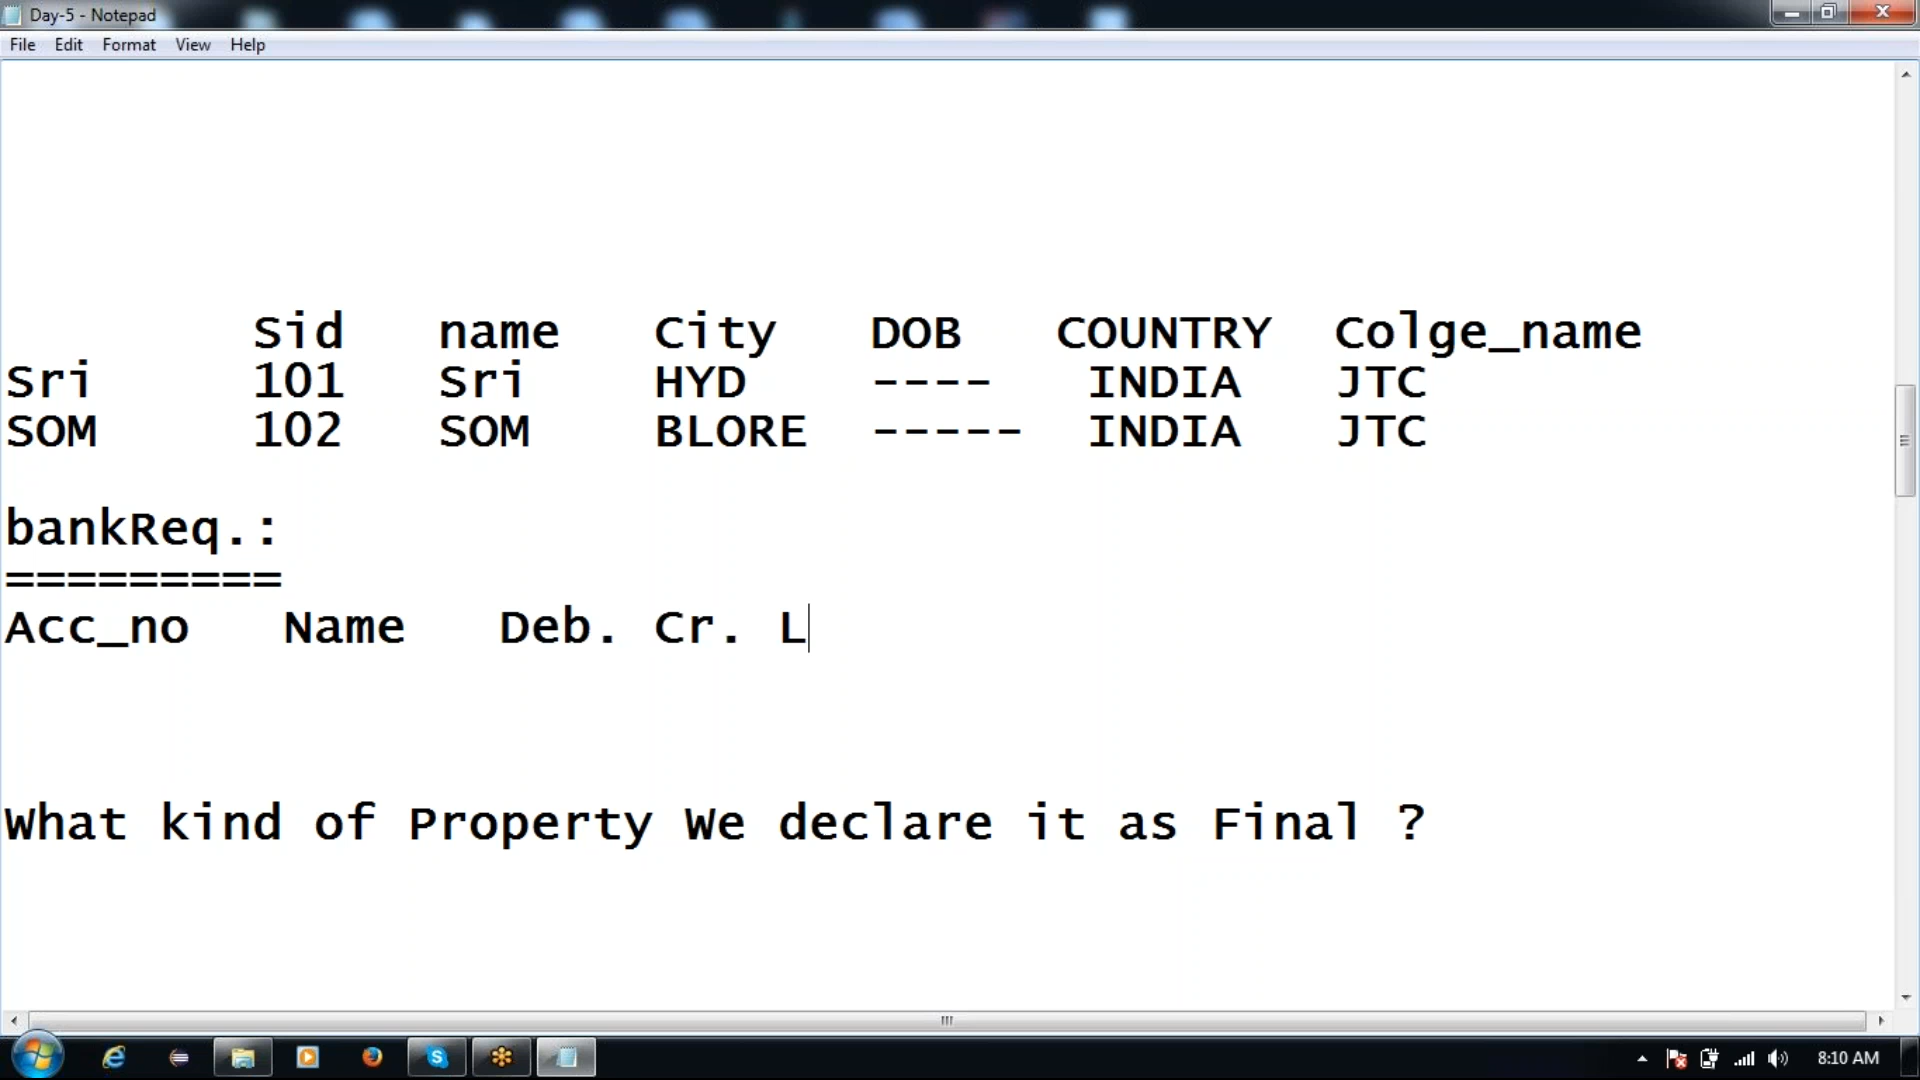 Day-5 - Notepad
File Edit Format View Help
Sid name City DOB COUNTRY Colge_name
Sri 101 Sri HYD ---- INDIA JTC
SOM 102 SOM BLORE ----- INDIA JTC
bankReq.:
=========
Acc_no Name Deb. Cr. L
What kind of Property We declare it as Final ?
8:10 AM